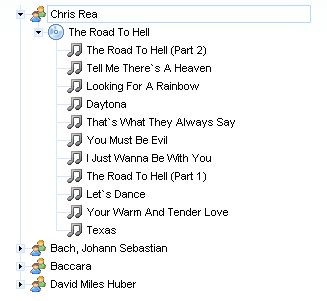 Chris Rea
The Road To Hell
The Road To Hell (Part 2)
Tell Me There`s A Heaven
Looking For A Rainbow
Daytona
That`s What They Always Say
You Must Be Evil
I Just Wanna Be With You
The Road To Hell (Part 1)
Let`s Dance
Your Warm And Tender Love
Texas
Bach, Johann Sebastian
Baccara
David Miles Huber